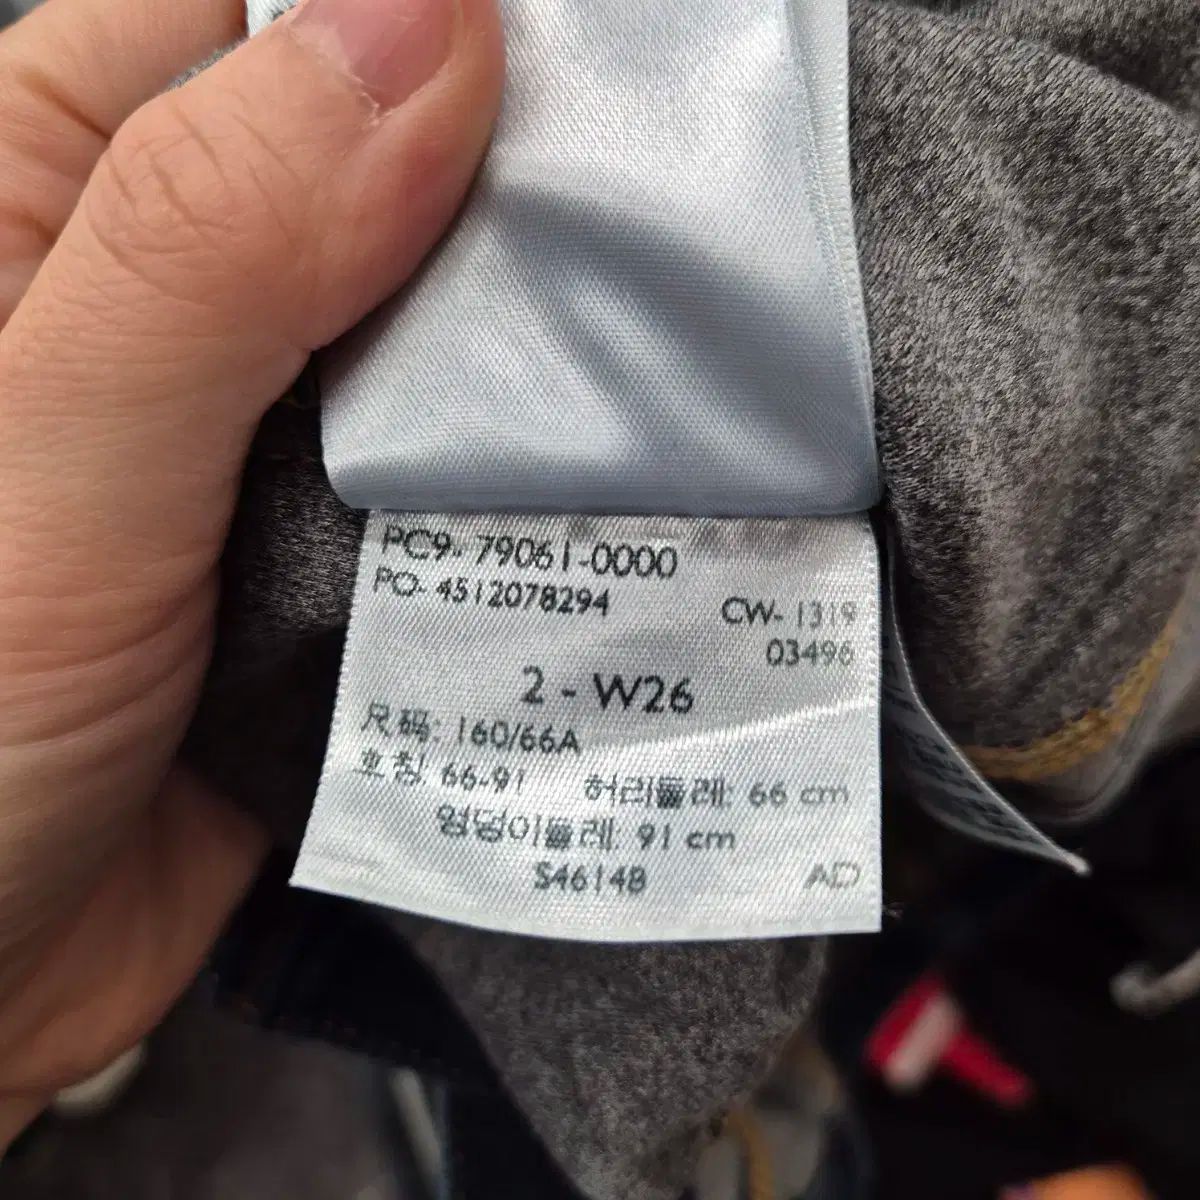 PC9- 79061-0000
PO- 4512078294
CW- 1319
03496
2 - W26
尺码: 160/66A
호칭: 66-91 허리둘레: 66 cm
엉덩이둘레: 91 cm
S46148 AD